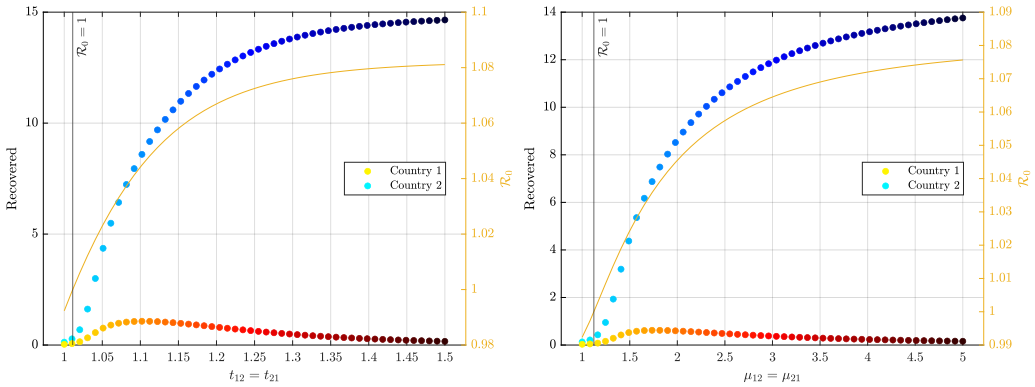 15
10
5
0
Recovered
ℛ₀ = 1
1.1
1.08
1.06
1.04
1.02
1
0.98
ℛ₀
Country 1
Country 2
1 1.05 1.1 1.15 1.2 1.25 1.3 1.35 1.4 1.45 1.5
t₁₂ = t₂₁
14
12
10
8
6
4
2
0
Recovered
ℛ₀ = 1
1.09
1.08
1.07
1.06
1.05
1.04
1.03
1.02
1.01
1
0.99
ℛ₀
Country 1
Country 2
1 1.5 2 2.5 3 3.5 4 4.5 5
μ₁₂ = μ₂₁